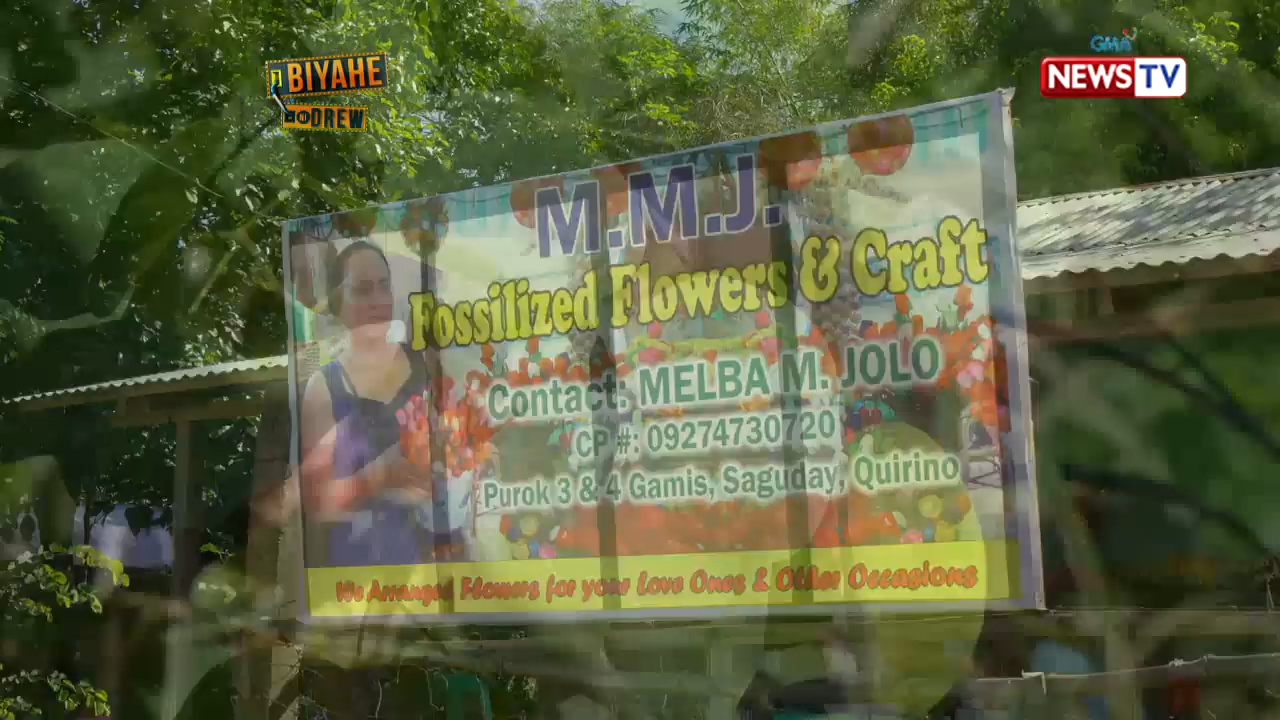 BIYAHE
NI DREW
GMA
NEWS TV
M.M.J.
Fossilized Flowers & Craft
Contact: MELBA M. JOLO
CP #: 09274730720
Purok 3 & 4 Gamis, Saguday, Quirino
We Arranged Flowers for your Love Ones & Other Occasions